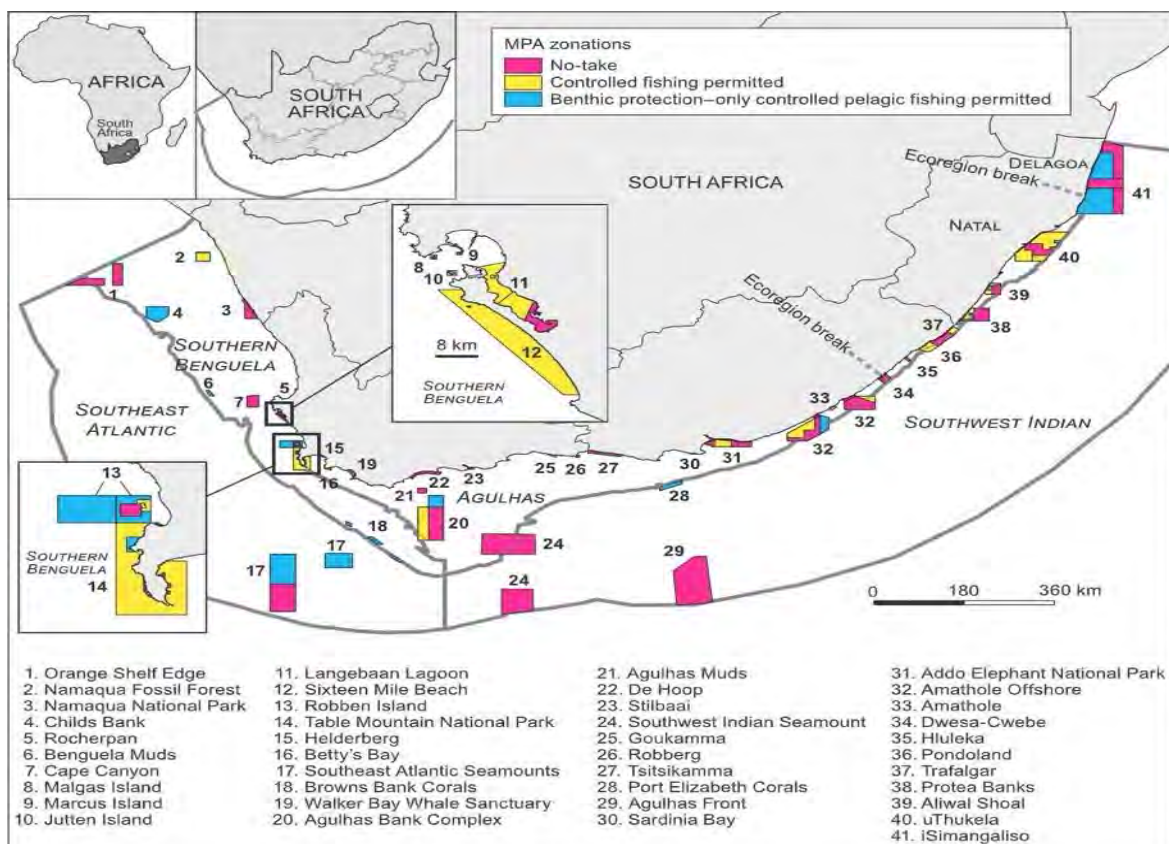 AFRICA
South
Africa
SOUTH
AFRICA
MPA zonations
No-take
Controlled fishing permitted
Benthic protection–only controlled pelagic fishing permitted
SOUTH AFRICA
Ecoregion break
DELAGOA
41
NATAL
40
39
38
37
36
35
34
Ecoregion break
33
32
32
SOUTHWEST INDIAN
1
2
3
4
SOUTHERN
BENGUELA
5
6
7
SOUTHEAST
ATLANTIC
8
9
10
11
12
8 km
SOUTHERN
BENGUELA
15
16
19
22
23
25
26
27
30
31
28
21
AGULHAS
20
18
17
17
24
24
29
13
SOUTHERN
BENGUELA
14
0 180 360 km
1. Orange Shelf Edge
2. Namaqua Fossil Forest
3. Namaqua National Park
4. Childs Bank
5. Rocherpan
6. Benguela Muds
7. Cape Canyon
8. Malgas Island
9. Marcus Island
10. Jutten Island
11. Langebaan Lagoon
12. Sixteen Mile Beach
13. Robben Island
14. Table Mountain National Park
15. Helderberg
16. Betty's Bay
17. Southeast Atlantic Seamounts
18. Browns Bank Corals
19. Walker Bay Whale Sanctuary
20. Agulhas Bank Complex
21. Agulhas Muds
22. De Hoop
23. Stilbaai
24. Southwest Indian Seamount
25. Goukamma
26. Robberg
27. Tsitsikamma
28. Port Elizabeth Corals
29. Agulhas Front
30. Sardinia Bay
31. Addo Elephant National Park
32. Amathole Offshore
33. Amathole
34. Dwesa-Cwebe
35. Hluleka
36. Pondoland
37. Trafalgar
38. Protea Banks
39. Aliwal Shoal
40. uThukela
41. iSimangaliso